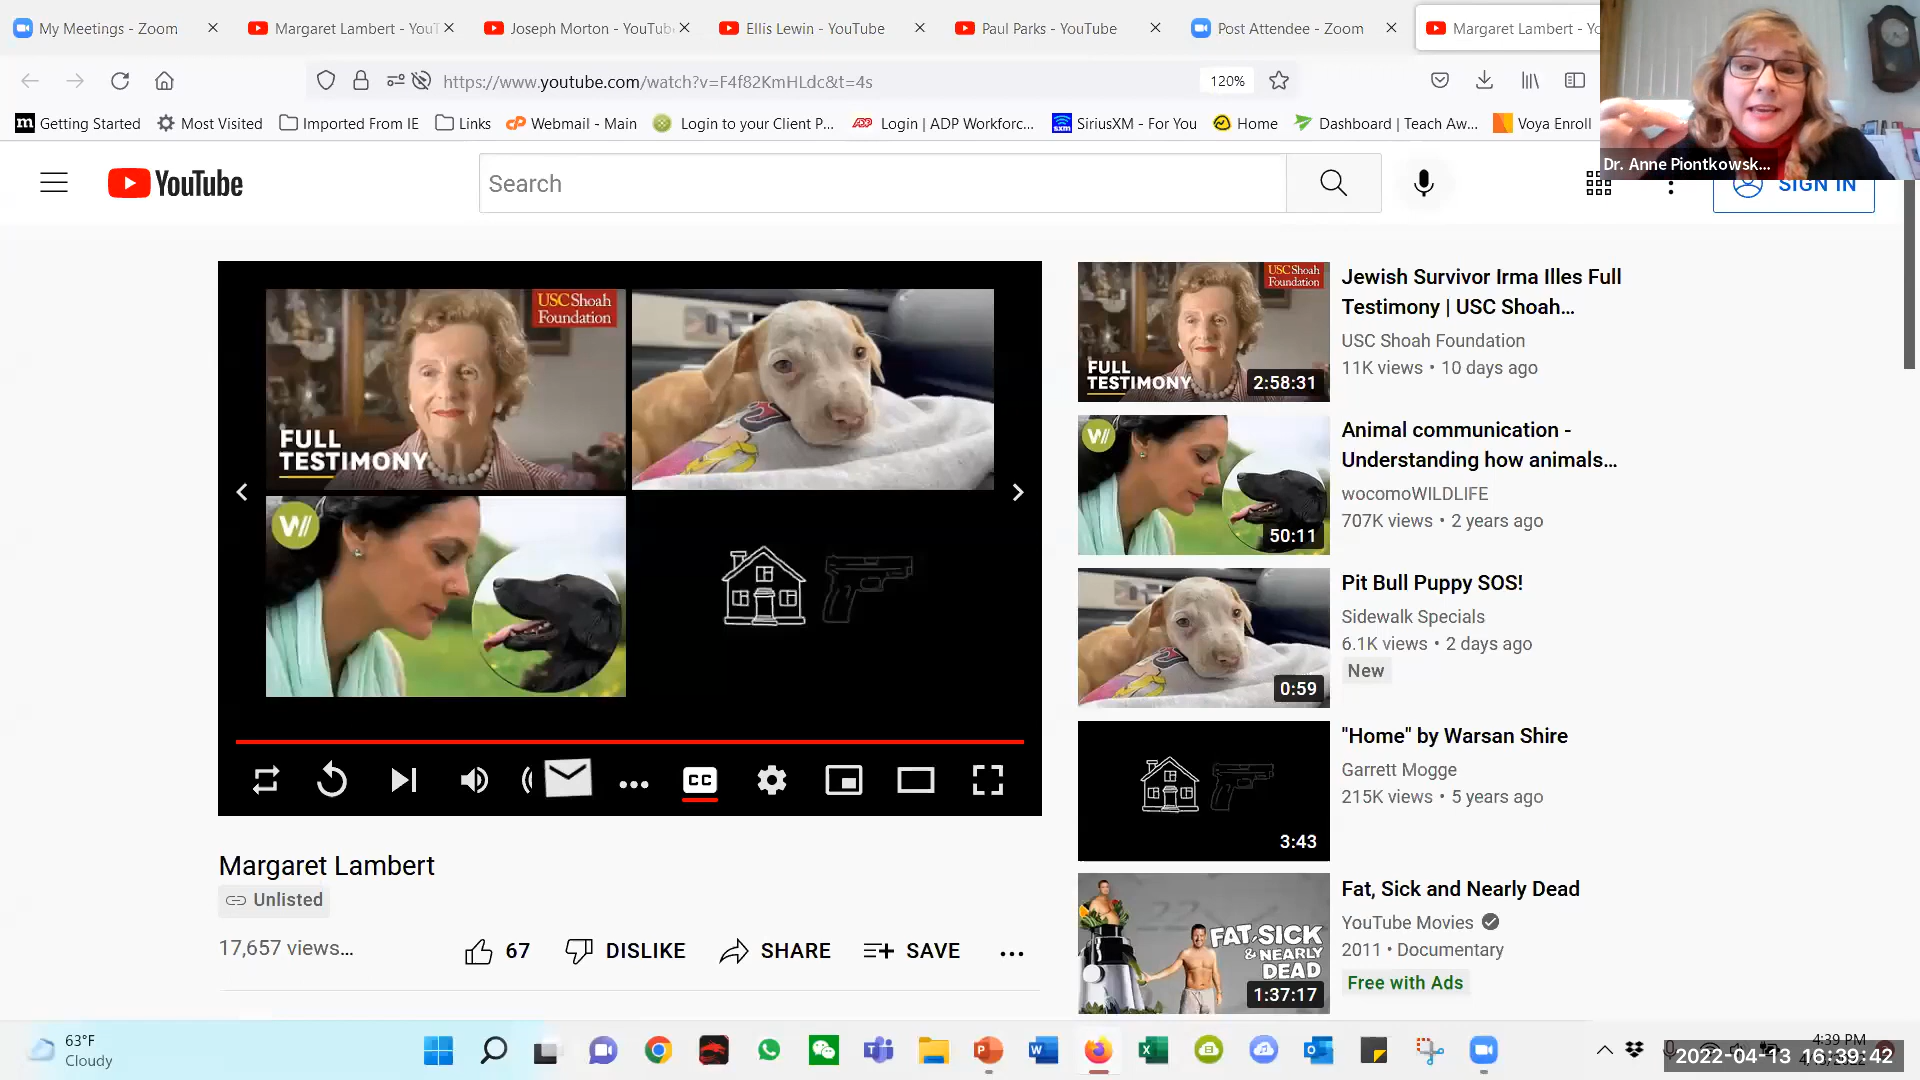 My Meetings - Zoom
Margaret Lambert - YouT
Joseph Morton - YouTub
Ellis Lewin - YouTube
Paul Parks - YouTube
Post Attendee - Zoom
Margaret Lambert - Yo
https://www.youtube.com/watch?v=F4f82KmHLdc&t=4s
120%
Getting Started
Most Visited
Imported From IE
Links
Webmail - Main
Login to your Client P...
Login | ADP Workforc...
SiriusXM - For You
Home
Dashboard | Teach Aw...
Voya Enroll
Dr. Anne Piontkowsk...
YouTube
Search
SIGN IN
USC Shoah
Foundation
FULL
TESTIMONY
W
CC
Margaret Lambert
Unlisted
17,657 views...
67
DISLIKE
SHARE
SAVE
USC Shoah
Foundation
FULL
TESTIMONY
2:58:31
Jewish Survivor Irma Illes Full
Testimony | USC Shoah...
USC Shoah Foundation
11K views • 10 days ago
W
50:11
Animal communication -
Understanding how animals...
wocomoWILDLIFE
707K views • 2 years ago
0:59
Pit Bull Puppy SOS!
Sidewalk Specials
6.1K views • 2 days ago
New
3:43
"Home" by Warsan Shire
Garrett Mogge
215K views • 5 years ago
FAT, SICK
& NEARLY
DEAD
1:37:17
Fat, Sick and Nearly Dead
YouTube Movies
2011 • Documentary
Free with Ads
63°F
Cloudy
4:39 PM
2022-04-13 16:39:42